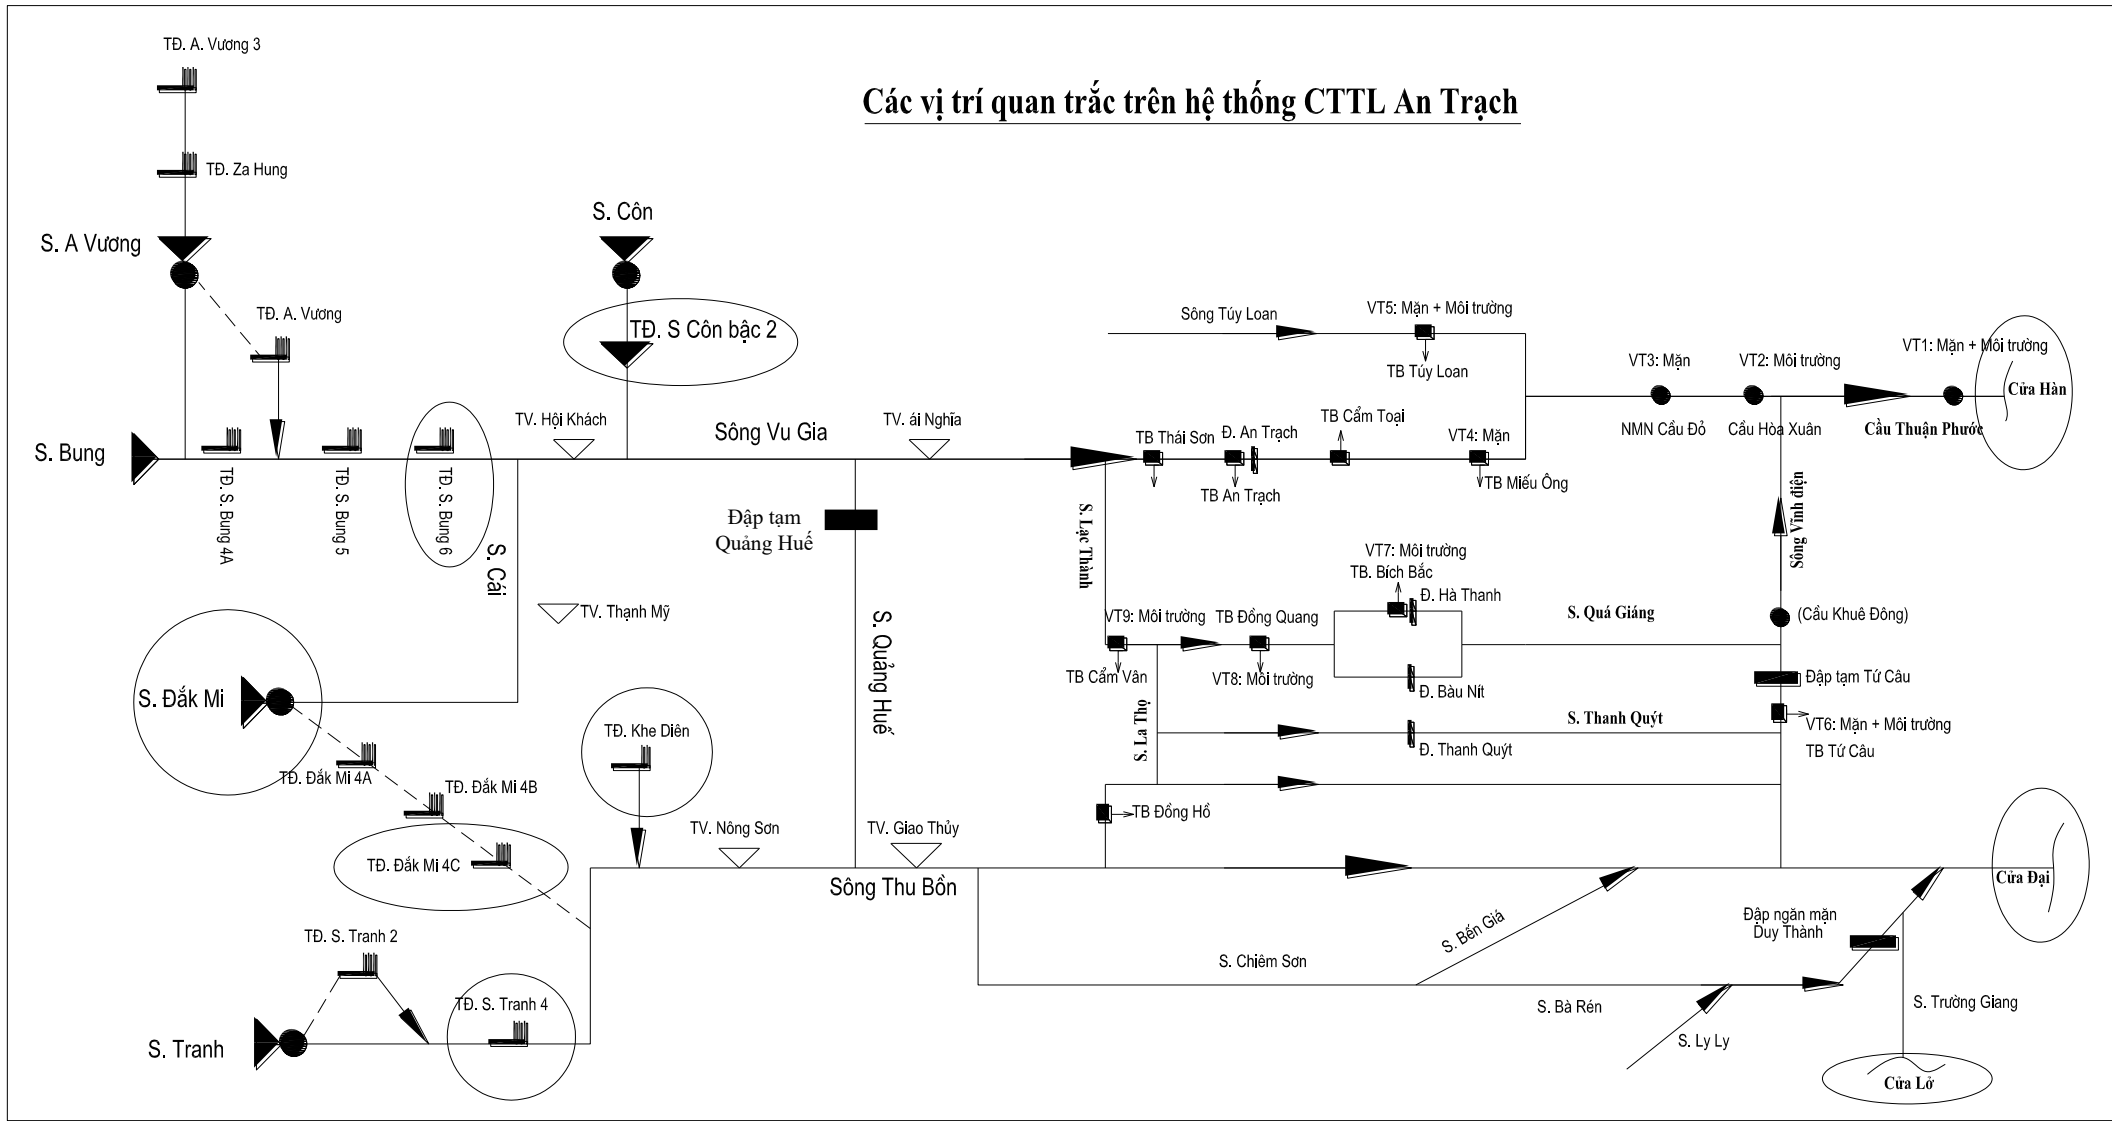 Các vị trí quan trắc trên hệ thống CTTL An Trạch
TĐ. A. Vương 3
TĐ. Za Hung
S. A Vương
S. Côn
TĐ. A. Vương
TĐ. S Côn bậc 2
S. Bung
TĐ. S. Bung 4A
TĐ. S. Bung 5
TĐ. S. Bung 6
TV. Hội Khách
Sông Vu Gia
TV. ái Nghĩa
S. Cái
Đập tạm
Quảng Huế
TV. Thạnh Mỹ
S. Quảng Huế
S. Đắk Mi
TĐ. Đắk Mi 4A
TĐ. Đắk Mi 4B
TĐ. Đắk Mi 4C
TĐ. Khe Diên
TV. Nông Sơn
TV. Giao Thủy
Sông Thu Bồn
TĐ. S. Tranh 2
TĐ. S. Tranh 4
S. Tranh
Sông Túy Loan
VT5: Mặn + Môi trường
TB Túy Loan
VT3: Mặn
VT2: Môi trường
VT1: Mặn + Môi trường
Cửa Hàn
NMN Cầu Đỏ
Cầu Hòa Xuân
Cầu Thuận Phước
TB Thái Sơn
Đ. An Trạch
TB Cẩm Toại
VT4: Mặn
TB An Trạch
TB Miếu Ông
S. Lạc Thành
Sông Vĩnh điện
VT7: Môi trường
TB. Bích Bắc
Đ. Hà Thanh
S. Quá Giáng
(Cầu Khuê Đông)
VT9: Môi trường
TB Đồng Quang
TB Cẩm Vân
VT8: Môi trường
Đ. Bàu Nít
Đập tạm Tứ Câu
S. La Thọ
S. Thanh Quýt
Đ. Thanh Quýt
VT6: Mặn + Môi trường
TB Tứ Câu
TB Đồng Hồ
Cửa Đại
S. Bến Giá
Đập ngăn mặn
Duy Thành
S. Chiêm Sơn
S. Bà Rén
S. Trường Giang
S. Ly Ly
Cửa Lở